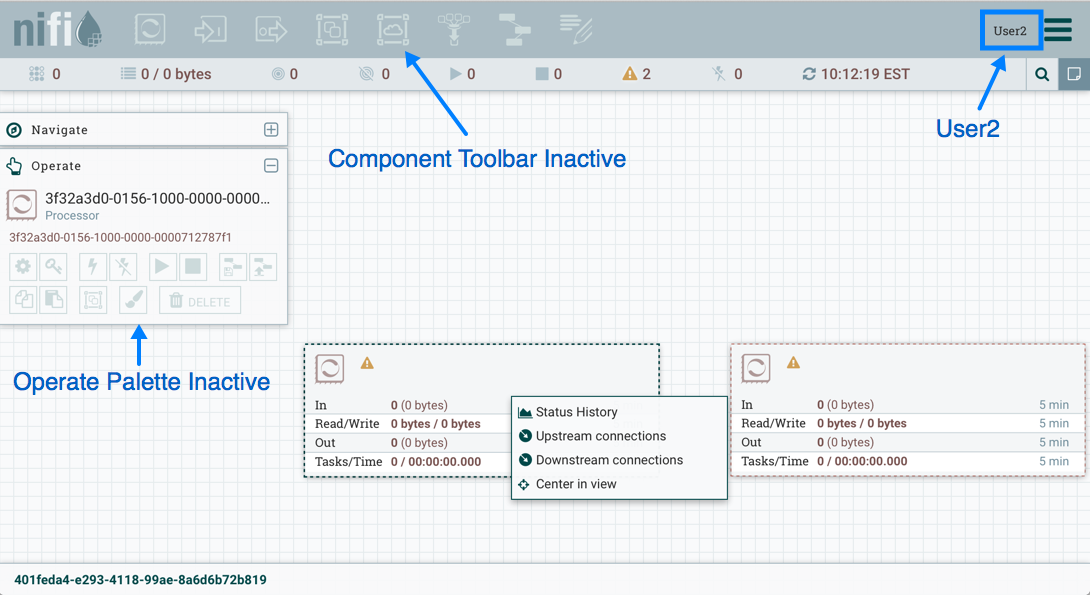 nifi
User2
0
0 / 0 bytes
0
0
0
0
2
0
10:12:19 EST
User2
Component Toolbar Inactive
Navigate
Operate
3f32a3d0-0156-1000-0000-0000...
Processor
3f32a3d0-0156-1000-0000-0000712787f1
DELETE
Operate Palette Inactive
In 0 (0 bytes)
Read/Write 0 bytes / 0 bytes
Out 0 (0 bytes)
Tasks/Time 0 / 00:00:00.000
Status History
Upstream connections
Downstream connections
Center in view
In 0 (0 bytes) 5 min
Read/Write 0 bytes / 0 bytes 5 min
Out 0 (0 bytes) 5 min
Tasks/Time 0 / 00:00:00.000 5 min
401feda4-e293-4118-99ae-8a6d6b72b819